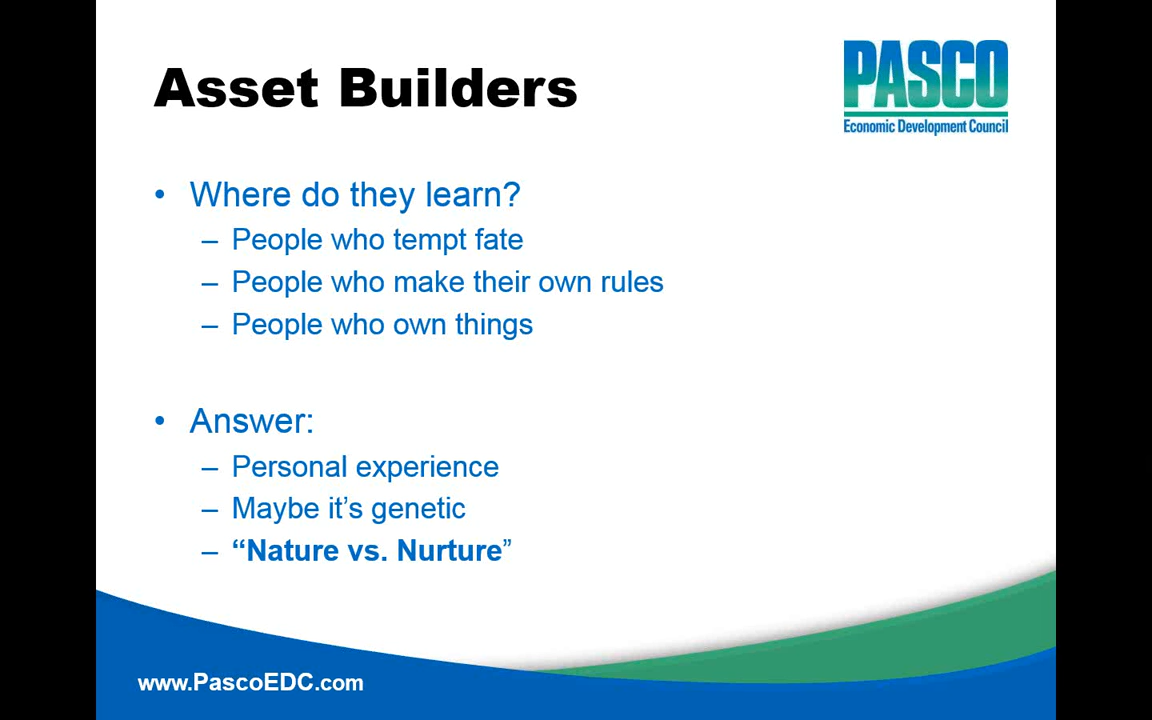 Asset Builders
PASCO
Economic Development Council
• Where do they learn?
– People who tempt fate
– People who make their own rules
– People who own things
• Answer:
– Personal experience
– Maybe it’s genetic
– “Nature vs. Nurture”
www.PascoEDC.com